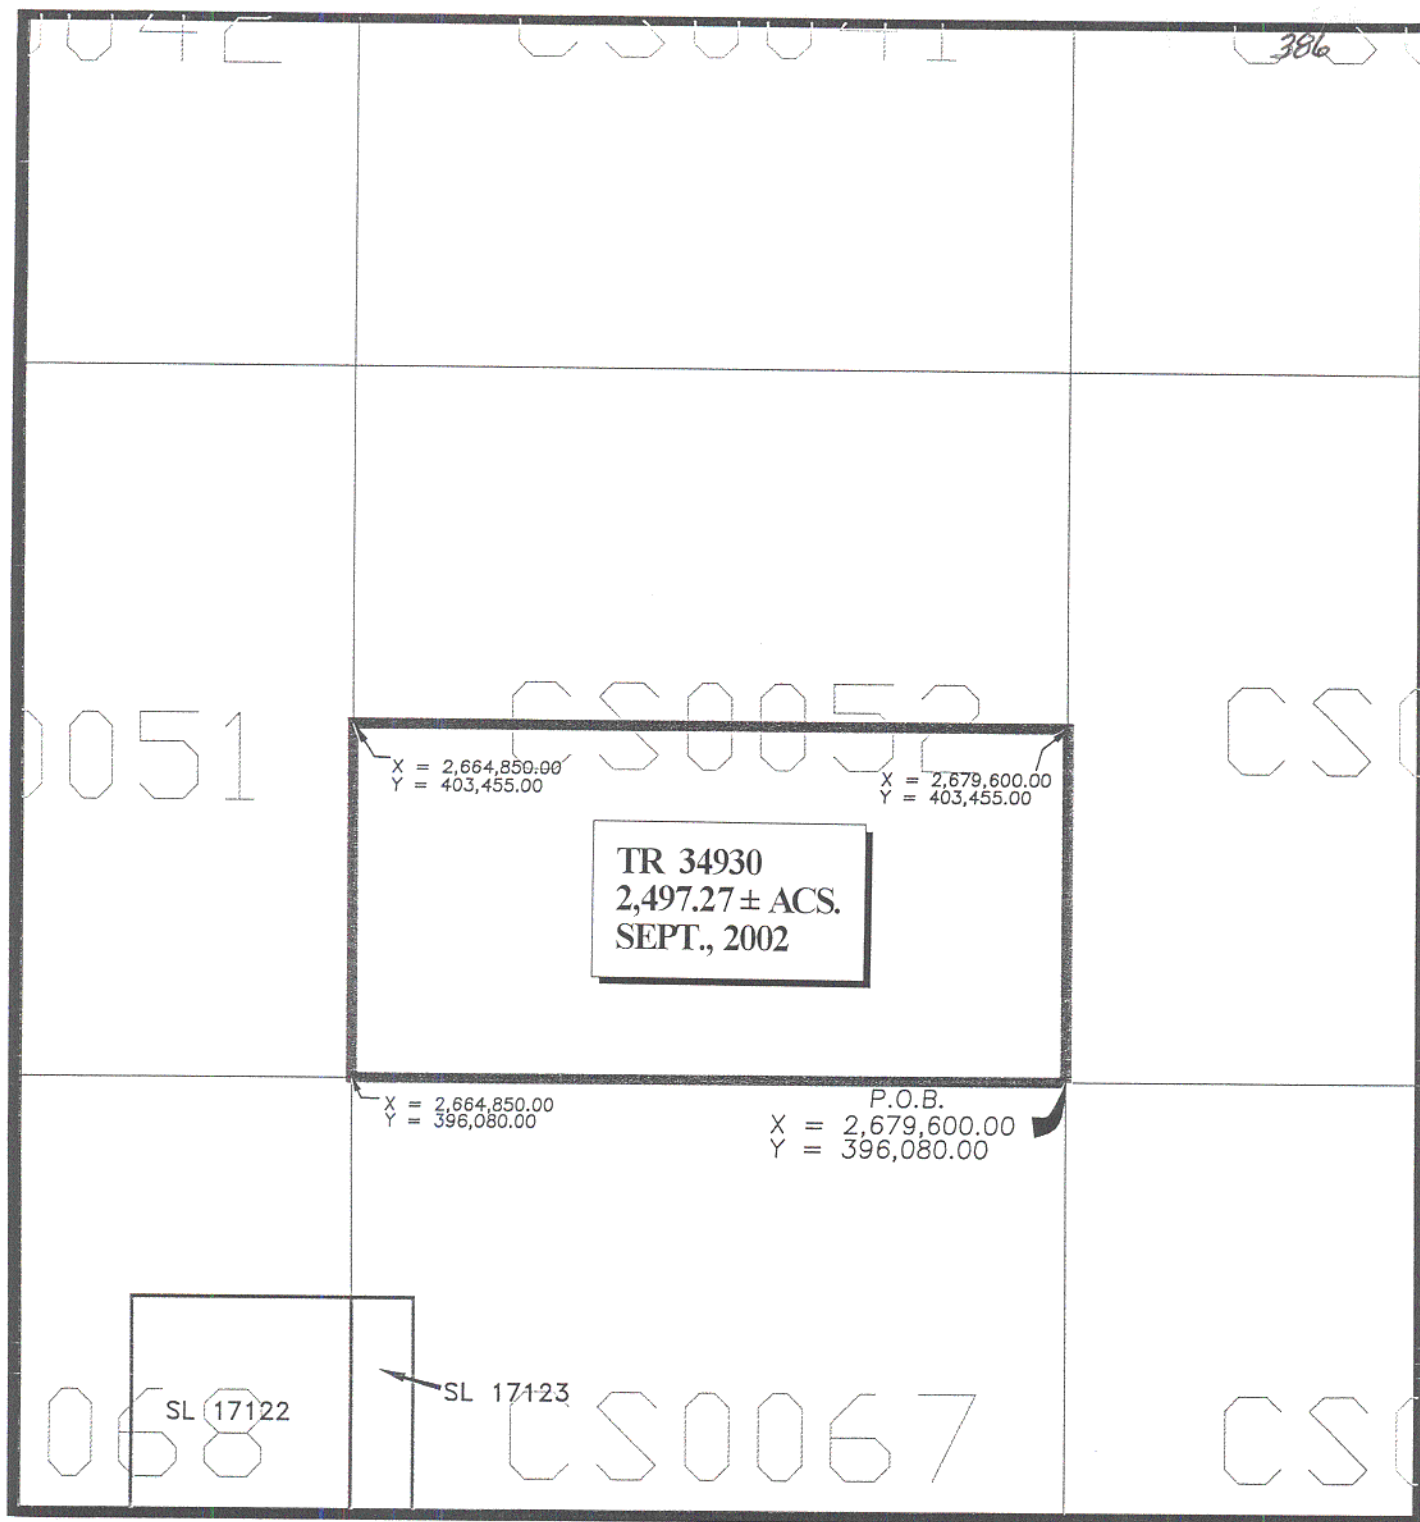 0042 CS0041
386
0051 CS0052
X = 2,664,850.00
Y = 403,455.00
X = 2,679,600.00
Y = 403,455.00
TR 34930
2,497.27 ± ACS.
SEPT., 2002
X = 2,664,850.00
Y = 396,080.00
P.O.B.
X = 2,679,600.00
Y = 396,080.00
SL 17122
SL 17123
068 CS0067
CS
CS